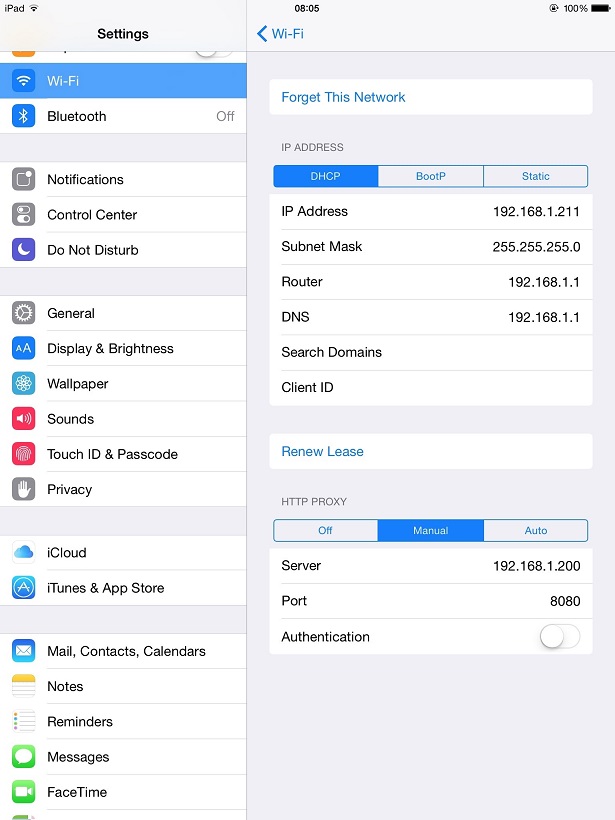 iPad 08:05 100%
Settings
Wi-Fi
Wi-Fi
Bluetooth Off
Notifications
Control Center
Do Not Disturb
General
Display & Brightness
Wallpaper
Sounds
Touch ID & Passcode
Privacy
iCloud
iTunes & App Store
Mail, Contacts, Calendars
Notes
Reminders
Messages
FaceTime
Forget This Network
IP ADDRESS
DHCP BootP Static
IP Address 192.168.1.211
Subnet Mask 255.255.255.0
Router 192.168.1.1
DNS 192.168.1.1
Search Domains
Client ID
Renew Lease
HTTP PROXY
Off Manual Auto
Server 192.168.1.200
Port 8080
Authentication